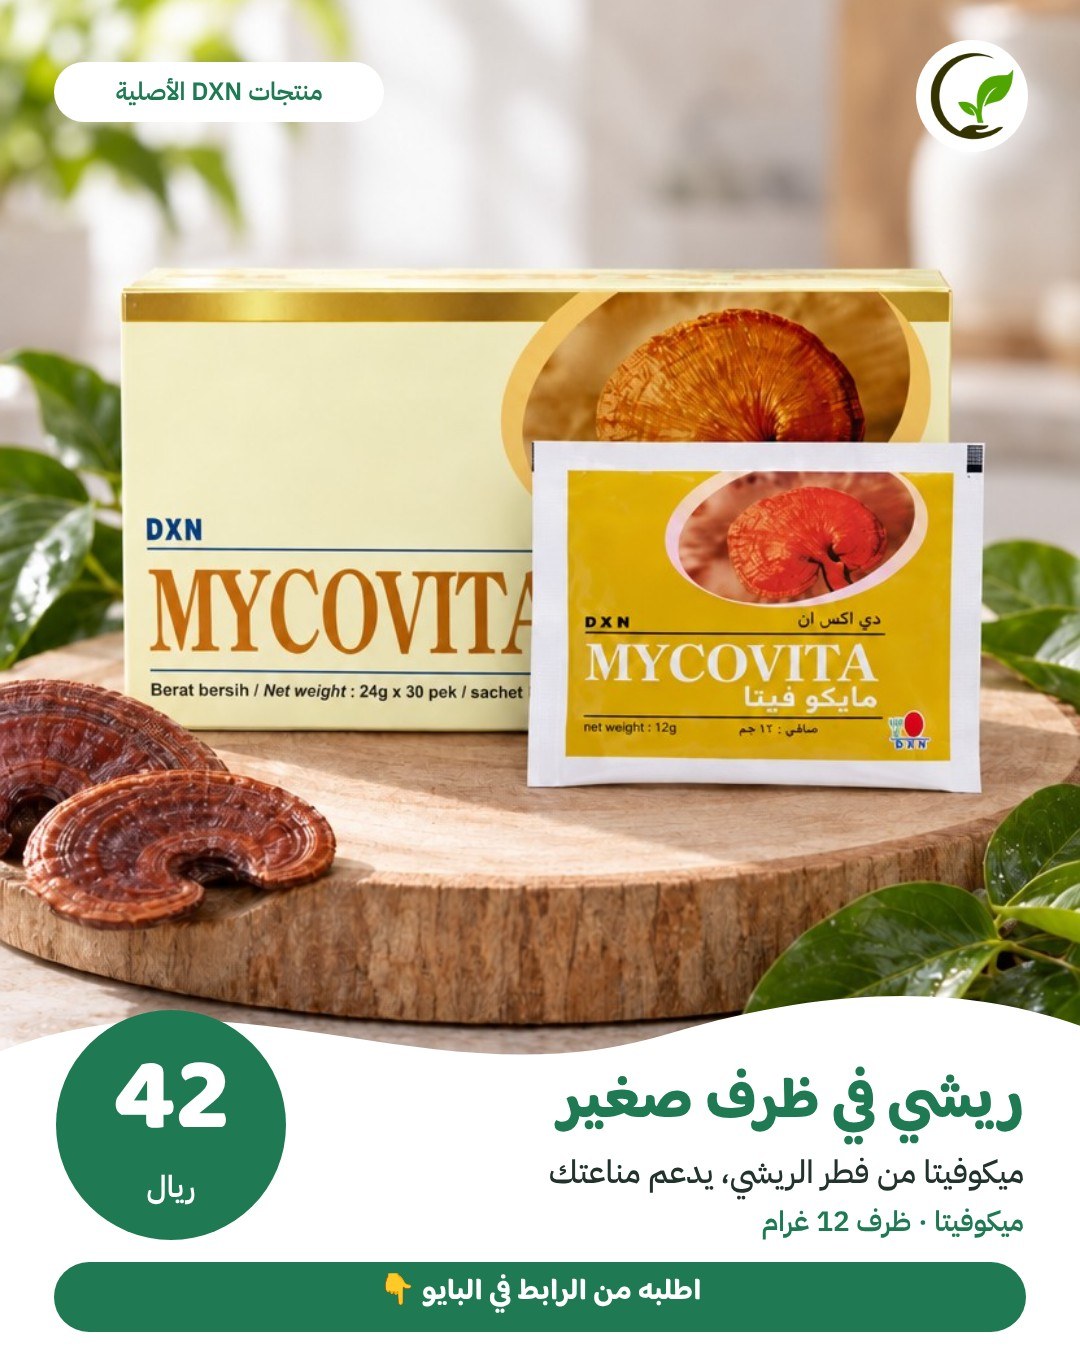 منتجات DXN الأصلية
DXN
MYCOVITA
Berat bersih / Net weight : 24g x 30 pek / sachet
DXN دي اكس ان
MYCOVITA
مايكو فيتا
net weight : 12g صافي : ١٢ جم
DXN
ريشي في ظرف صغير
ميكوفيتا من فطر الريشي، يدعم مناعتك
ميكوفيتا · ظرف 12 غرام
42
ريال
اطلبه من الرابط في البايو 👇